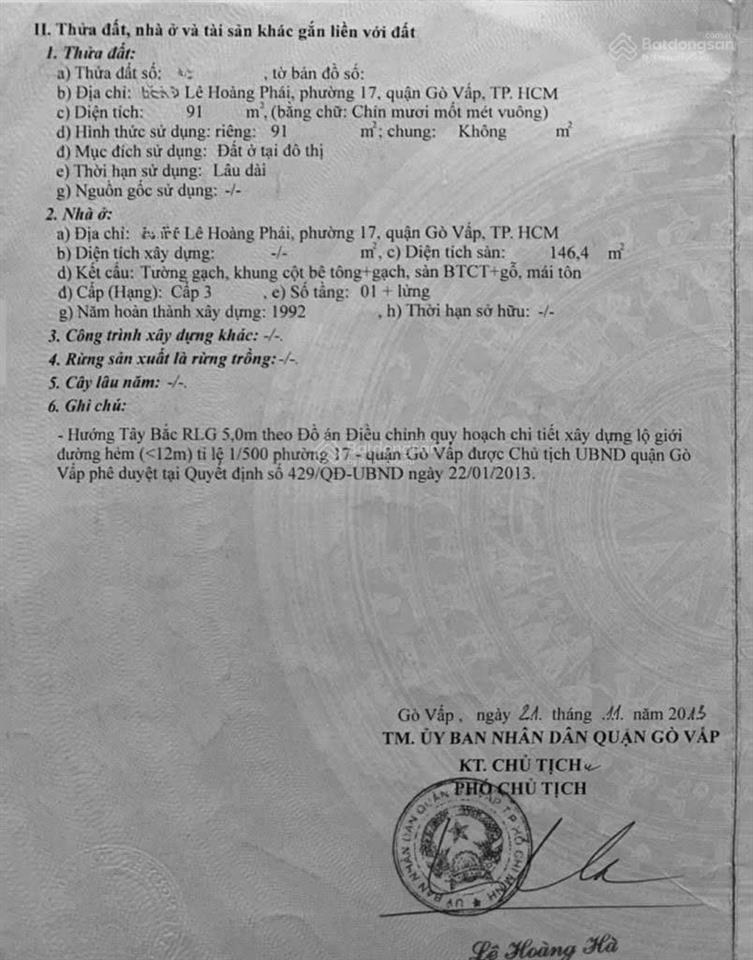 Batdongsan
II. Thửa đất, nhà ở và tài sản khác gắn liền với đất
1. Thửa đất:
a) Thửa đất số: , tờ bản đồ số:
b) Địa chỉ: Lê Hoàng Phái, phường 17, quận Gò Vấp, TP. HCM
c) Diện tích: 91 m², (bằng chữ: Chín mươi mốt mét vuông)
d) Hình thức sử dụng: riêng: 91 m²; chung: Không m²
đ) Mục đích sử dụng: Đất ở tại đô thị
e) Thời hạn sử dụng: Lâu dài
g) Nguồn gốc sử dụng: -/-
2. Nhà ở:
a) Địa chỉ: Lê Hoàng Phái, phường 17, quận Gò Vấp, TP. HCM
b) Diện tích xây dựng: -/- m², c) Diện tích sàn: 146,4 m²
d) Kết cấu: Tường gạch, khung cột bê tông+gạch, sàn BTCT+gỗ, mái tôn
đ) Cấp (Hạng): Cấp 3 , e) Số tầng: 01 + lửng
g) Năm hoàn thành xây dựng: 1992 , h) Thời hạn sở hữu: -/-
3. Công trình xây dựng khác: -/-.
4. Rừng sản xuất là rừng trồng: -/-.
5. Cây lâu năm: -/-.
6. Ghi chú:
- Hướng Tây Bắc RLG 5,0m theo Đồ án Điều chỉnh quy hoạch chi tiết xây dựng lộ giới
đường hẻm (<12m) tỉ lệ 1/500 phường 17 - quận Gò Vấp được Chủ tịch UBND quận Gò
Vấp phê duyệt tại Quyết định số 429/QĐ-UBND ngày 22/01/2013.
Gò Vấp , ngày 21. tháng .11. năm 2013
TM. ỦY BAN NHÂN DÂN QUẬN GÒ VẤP
KT. CHỦ TỊCH
PHÓ CHỦ TỊCH
ỦY BAN NHÂN DÂN QUẬN GÒ VẤP T.P HỒ CHÍ MINH
Lê Hoàng Hà